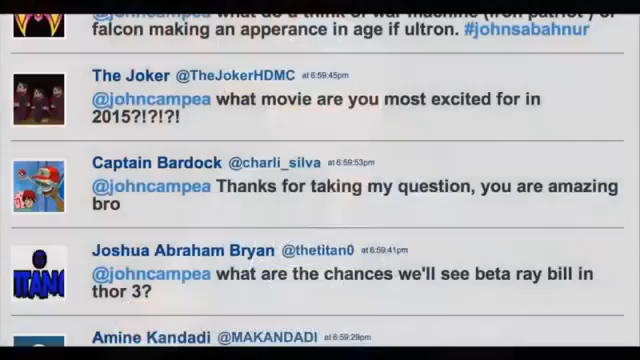 @johncampea what do u think of war machine (iron patriot ) or
falcon making an apperance in age if ultron. #johnsabahnur
The Joker @TheJokerHDMC at 6:59:45pm
@johncampea what movie are you most excited for in
2015?!?!?!
Captain Bardock @charli_silva at 6:59:53pm
@johncampea Thanks for taking my question, you are amazing
bro
Joshua Abraham Bryan @thetitan0 at 6:59:41pm
@johncampea what are the chances we'll see beta ray bill in
thor 3?
Amine Kandadi @MAKANDADI at 6:59:29pm